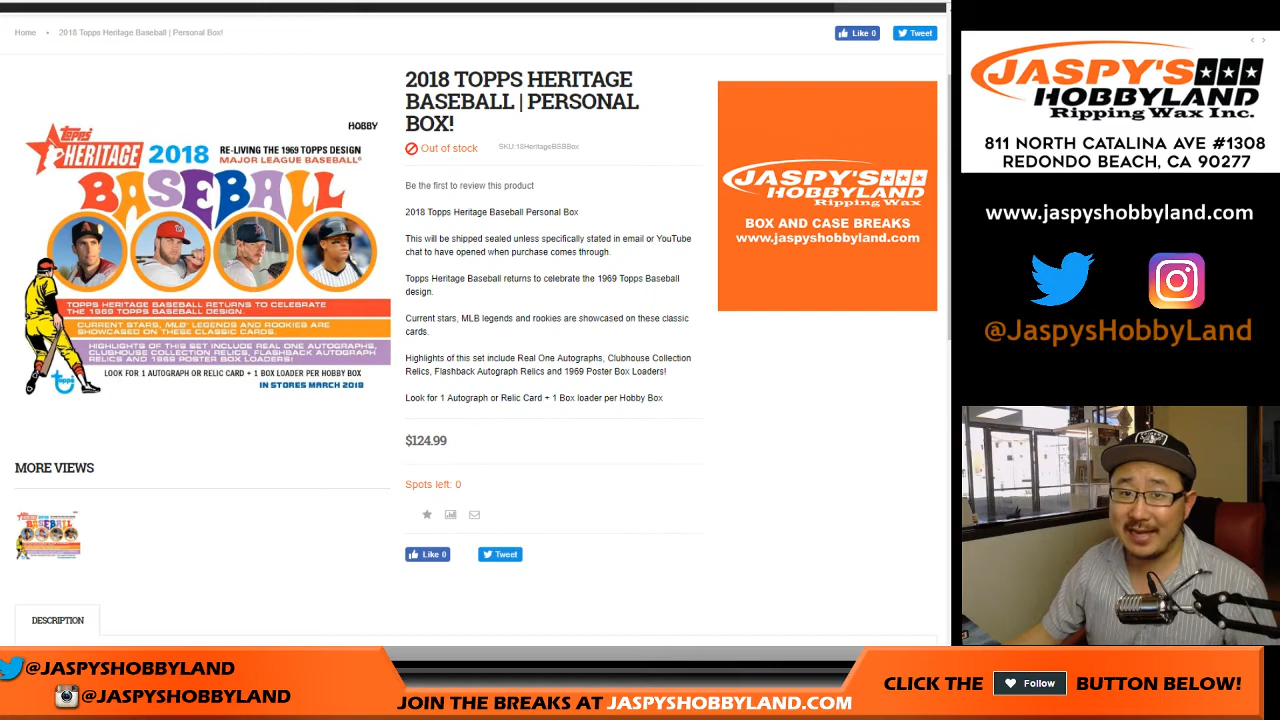 Home • 2018 Topps Heritage Baseball | Personal Box!
Like 0
Tweet
HOBBY
Topps HERITAGE 2018
RE-LIVING THE 1969 TOPPS DESIGN
MAJOR LEAGUE BASEBALL®
BASEBALL
TOPPS HERITAGE BASEBALL RETURNS TO CELEBRATE
THE 1969 TOPPS BASEBALL DESIGN.
CURRENT STARS, MLB® LEGENDS AND ROOKIES ARE
SHOWCASED ON THESE CLASSIC CARDS.
HIGHLIGHTS OF THIS SET INCLUDE REAL ONE AUTOGRAPHS,
CLUBHOUSE COLLECTION RELICS, FLASHBACK AUTOGRAPH
RELICS AND 1969 POSTER BOX LOADERS!
LOOK FOR 1 AUTOGRAPH OR RELIC CARD + 1 BOX LOADER PER HOBBY BOX
topps
IN STORES MARCH 2018
MORE VIEWS
DESCRIPTION
2018 TOPPS HERITAGE
BASEBALL | PERSONAL
BOX!
Out of stock
SKU:18HeritageBSBBox
Be the first to review this product
2018 Topps Heritage Baseball Personal Box
This will be shipped sealed unless specifically stated in email or YouTube
chat to have opened when purchase comes through.
Topps Heritage Baseball returns to celebrate the 1969 Topps Baseball
design.
Current stars, MLB legends and rookies are showcased on these classic
cards.
Highlights of this set include Real One Autographs, Clubhouse Collection
Relics, Flashback Autograph Relics and 1969 Poster Box Loaders!
Look for 1 Autograph or Relic Card + 1 Box loader per Hobby Box
$124.99
Spots left: 0
Like 0
Tweet
JASPY'S
HOBBYLAND
Ripping Wax
BOX AND CASE BREAKS
www.jaspyshobbyland.com
JASPY'S
HOBBYLAND
Ripping Wax Inc.
811 NORTH CATALINA AVE #1308
REDONDO BEACH, CA 90277
www.jaspyshobbyland.com
@JaspysHobbyLand
@JASPYSHOBBYLAND
@JASPYSHOBBYLAND
JOIN THE BREAKS AT JASPYSHOBBYLAND.COM
CLICK THE Follow BUTTON BELOW!